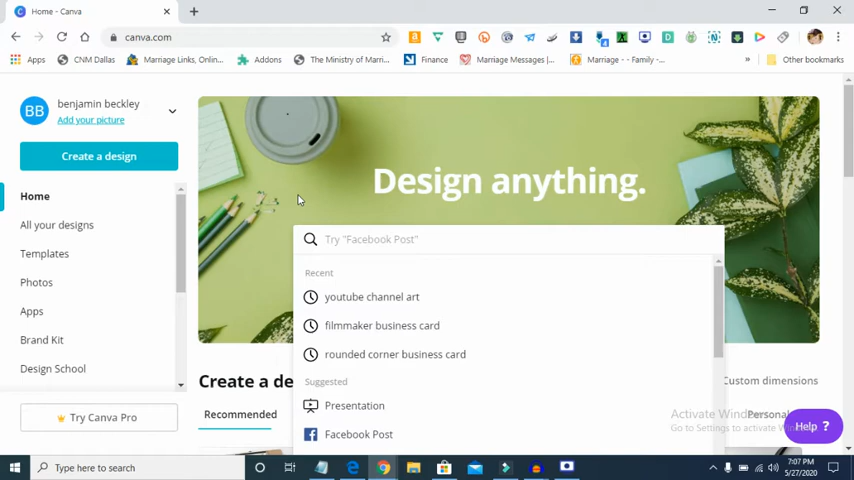 Home - Canva
canva.com
Apps
CNM Dallas
Marriage Links, Onlin...
Addons
The Ministry of Marri...
Finance
Marriage Messages |...
Marriage - - Family -...
Other bookmarks
BB
benjamin beckley
Add your picture
Create a design
Home
All your designs
Templates
Photos
Apps
Brand Kit
Design School
Try Canva Pro
Design anything.
Try "Facebook Post"
Recent
youtube channel art
filmmaker business card
rounded corner business card
Suggested
Presentation
Facebook Post
Create a de
Custom dimensions
Recommended
Personal
Activate Windo
Go to Settings to activate Win
Help ?
Type here to search
7:07 PM
5/27/2020